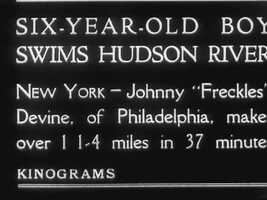 SIX-YEAR-OLD BOY
SWIMS HUDSON RIVER
NEW YORK – Johnny "Freckles"
Devine, of Philadelphia, make
over 1 1-4 miles in 37 minute
KINOGRAMS